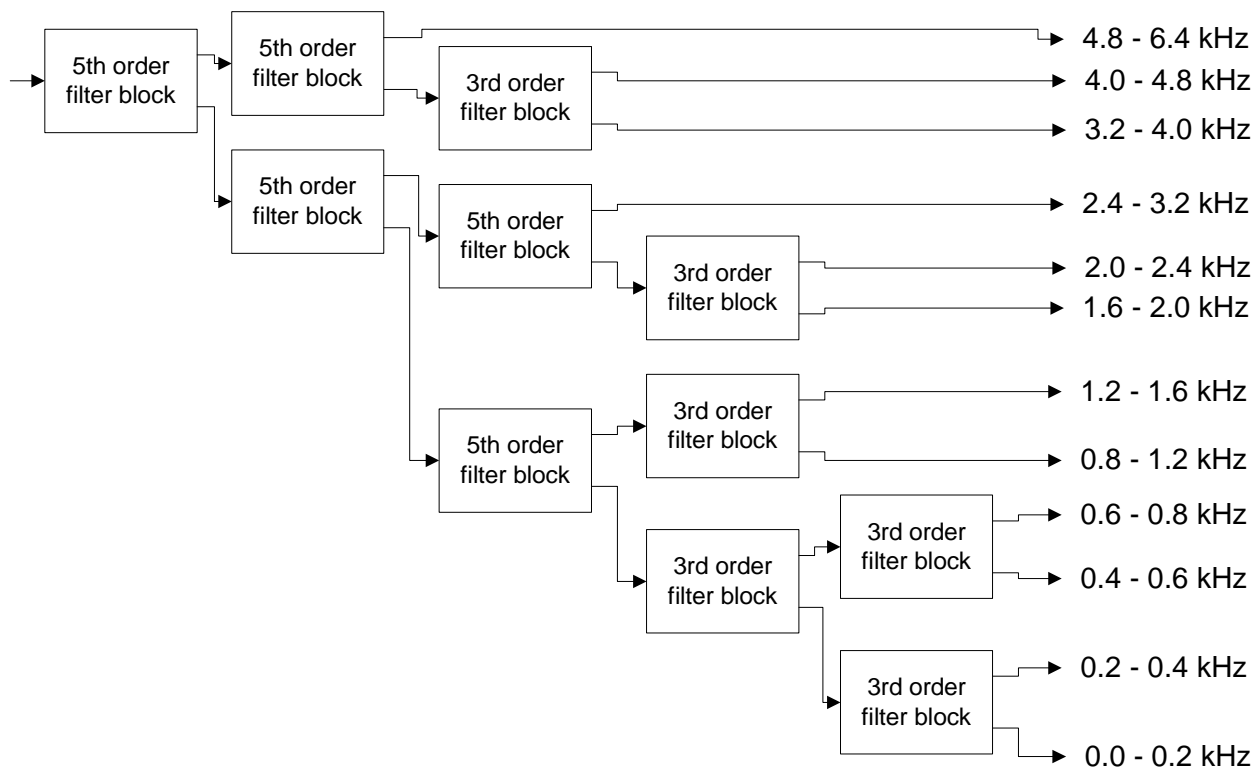 5th order
filter block
5th order
filter block
3rd order
filter block
4.8 - 6.4 kHz
4.0 - 4.8 kHz
3.2 - 4.0 kHz
5th order
filter block
5th order
filter block
2.4 - 3.2 kHz
3rd order
filter block
2.0 - 2.4 kHz
1.6 - 2.0 kHz
5th order
filter block
3rd order
filter block
1.2 - 1.6 kHz
0.8 - 1.2 kHz
3rd order
filter block
3rd order
filter block
0.6 - 0.8 kHz
0.4 - 0.6 kHz
3rd order
filter block
0.2 - 0.4 kHz
0.0 - 0.2 kHz